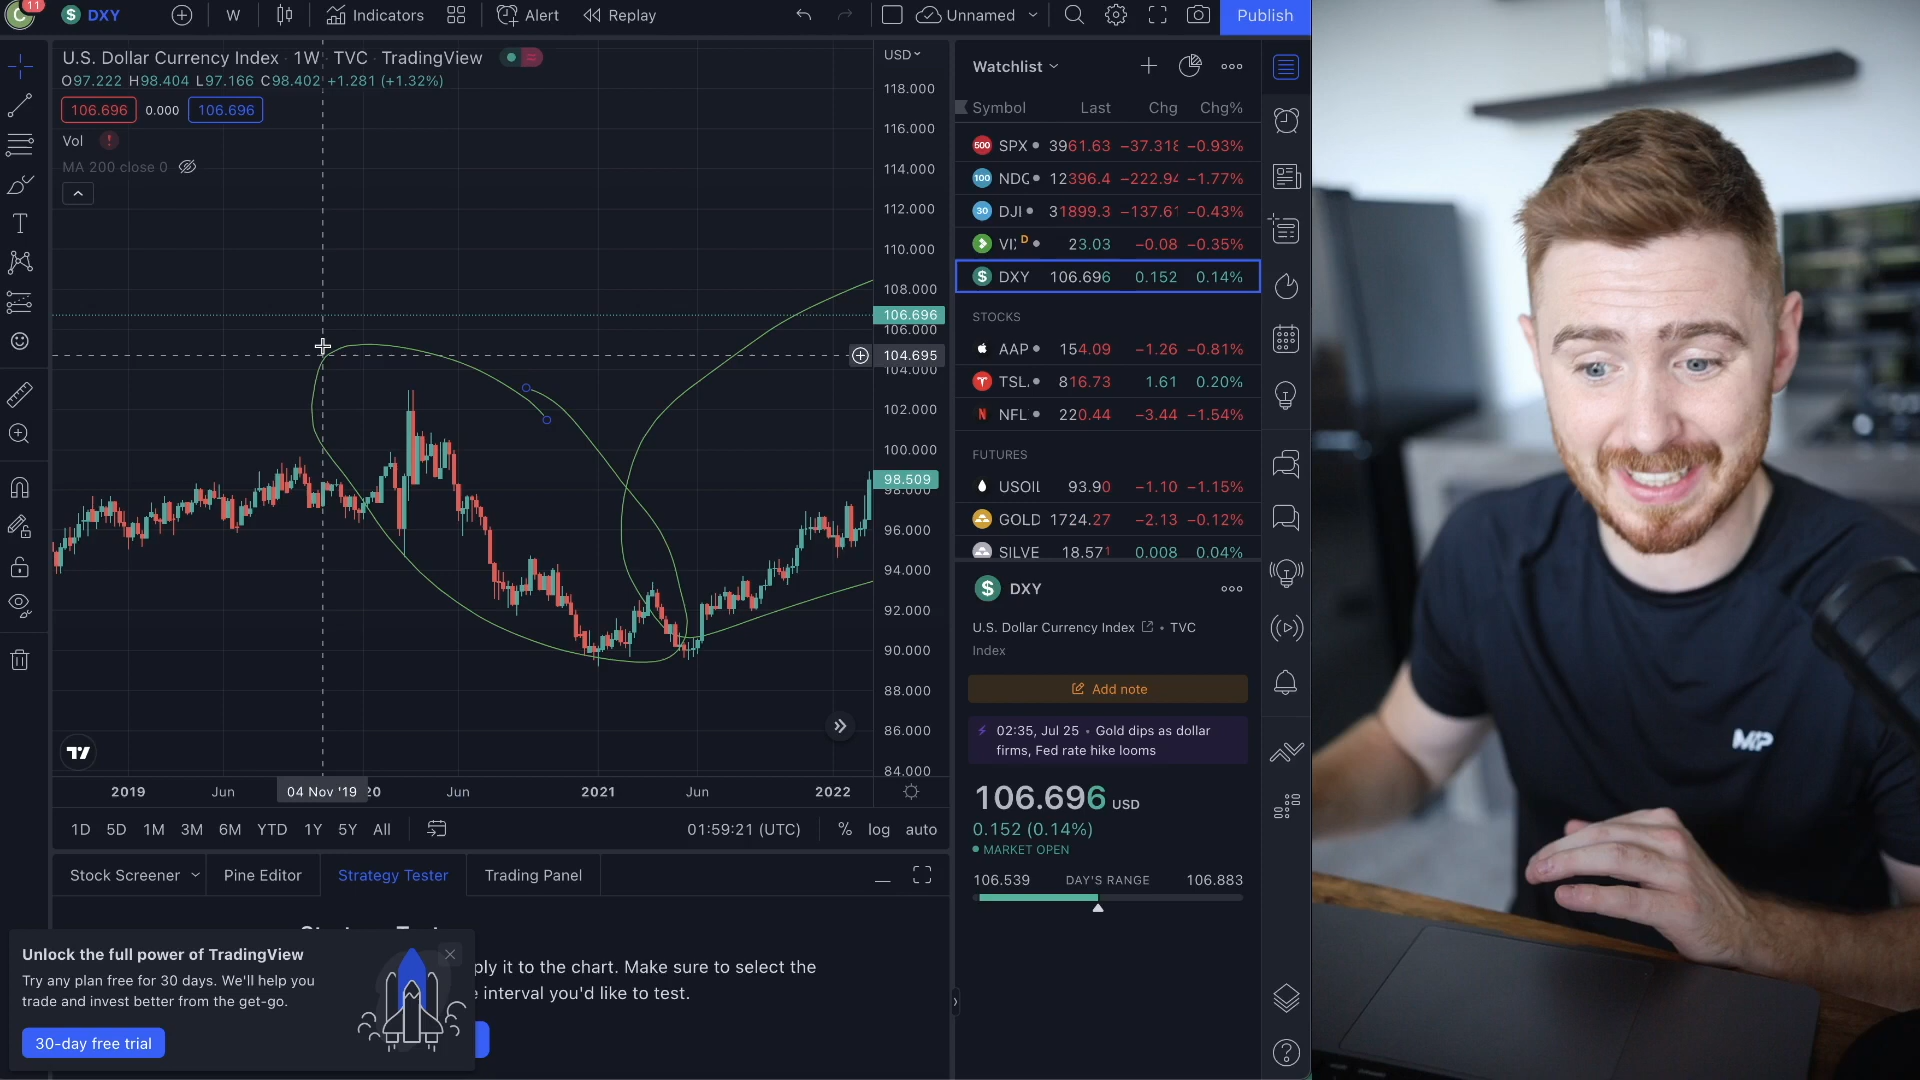 C
11
$ DXY
W
Indicators
Alert
Replay
Unnamed
Publish
U.S. Dollar Currency Index · 1W · TVC · TradingView
O97.222 H98.404 L97.166 C98.402 +1.281 (+1.32%)
106.696 0.000 106.696
Vol !
MA 200 close 0
USD
118.000
116.000
114.000
112.000
110.000
108.000
106.696
106.000
104.695
104.000
102.000
100.000
98.509
98.000
96.000
94.000
92.000
90.000
88.000
86.000
84.000
2019 Jun 04 Nov '19 20 Jun 2021 Jun 2022
1D 5D 1M 3M 6M YTD 1Y 5Y All
01:59:21 (UTC) % log auto
Stock Screener Pine Editor Strategy Tester Trading Panel
ply it to the chart. Make sure to select the
interval you'd like to test.
Unlock the full power of TradingView
Try any plan free for 30 days. We'll help you
trade and invest better from the get-go.
30-day free trial
Watchlist
Symbol Last Chg Chg%
500 SPX 3961.63 −37.318 −0.93%
100 NDC 12396.4 −222.94 −1.77%
30 DJI 31899.3 −137.61 −0.43%
VI D 23.03 −0.08 −0.35%
$ DXY 106.696 0.152 0.14%
STOCKS
AAP 154.09 −1.26 −0.81%
TSL 816.73 1.61 0.20%
N NFL 220.44 −3.44 −1.54%
FUTURES
USOIL 93.90 −1.10 −1.15%
GOLD 1724.27 −2.13 −0.12%
SILVE 18.571 0.008 0.04%
$ DXY
U.S. Dollar Currency Index • TVC
Index
Add note
02:35, Jul 25 • Gold dips as dollar
firms, Fed rate hike looms
106.696 USD
0.152 (0.14%)
MARKET OPEN
106.539 DAY'S RANGE 106.883
MP